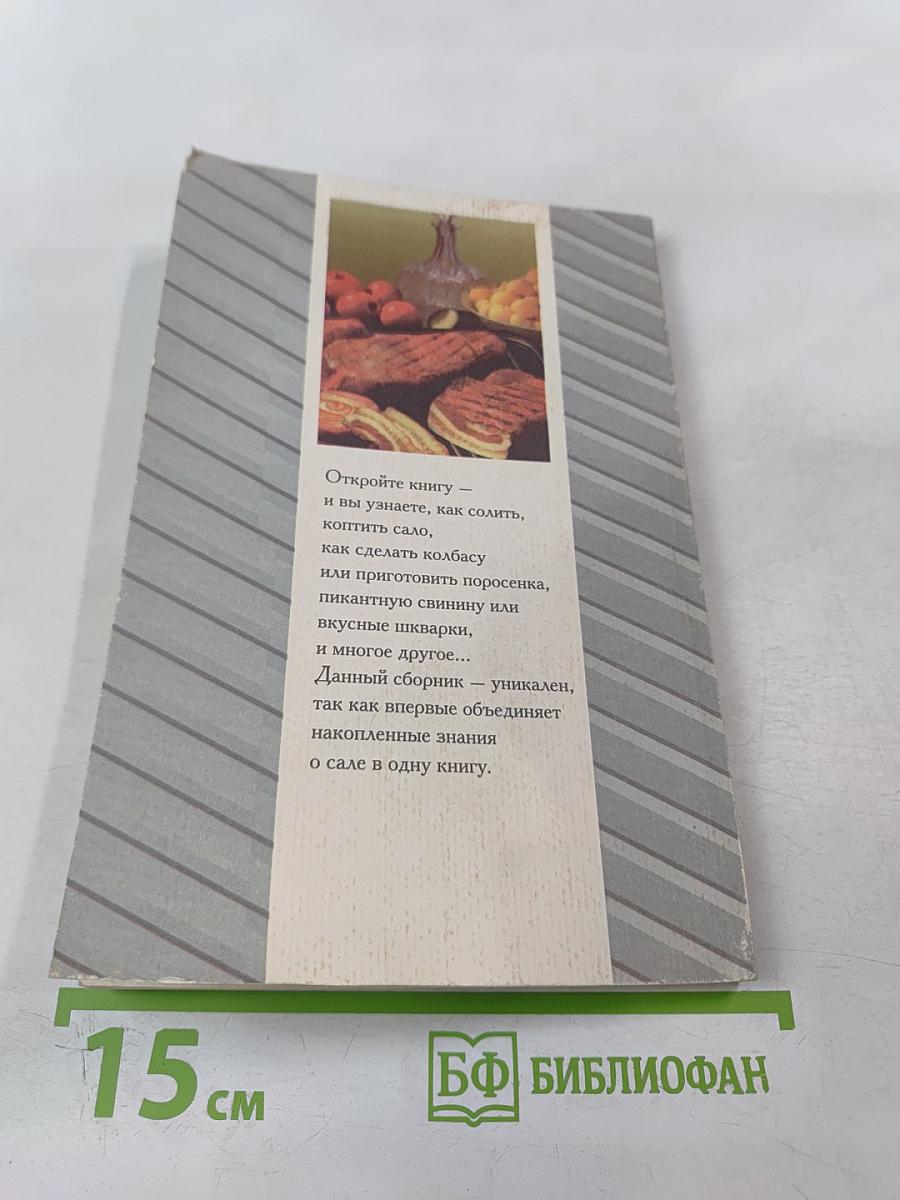 Откройте книгу —
и вы узнаете, как солить,
коптить сало,
как сделать колбасу
или приготовить поросенка,
пикантную свинину или
вкусные шкварки,
и многое другое...
Данный сборник — уникален,
так как впервые объединяет
накопленные знания
о сале в одну книгу.
15 см
БФ БИБЛИОФАН